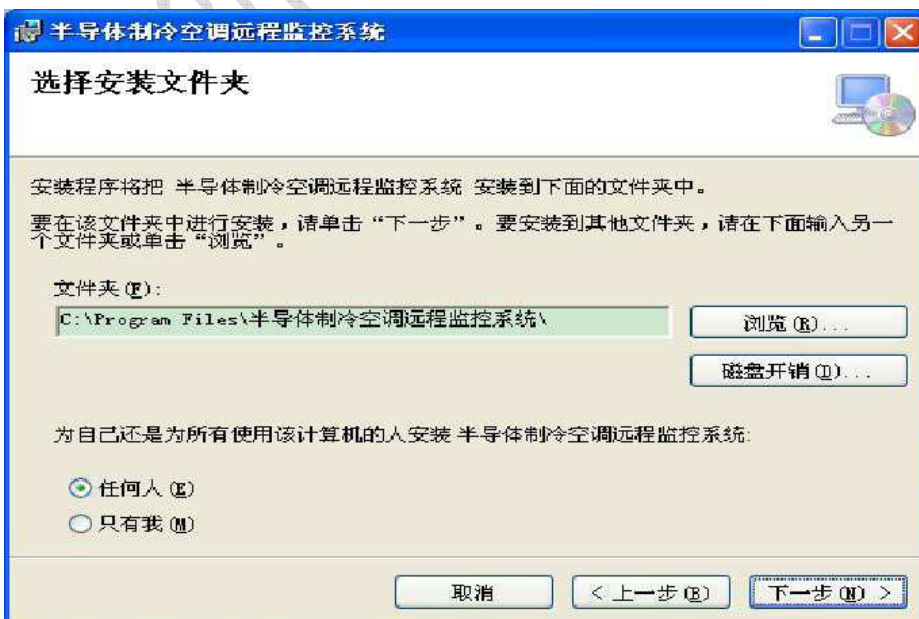 半导体制冷空调远程监控系统
选择安装文件夹
安装程序将把 半导体制冷空调远程监控系统 安装到下面的文件夹中。
要在该文件夹中进行安装，请单击“下一步”。要安装到其他文件夹，请在下面输入另一
个文件夹或单击“浏览”。
文件夹(F):
C:\Program Files\半导体制冷空调远程监控系统\
浏览(R)...
磁盘开销(D)...
为自己还是为所有使用该计算机的人安装 半导体制冷空调远程监控系统:
任何人(E)
只有我(M)
取消
< 上一步(B)
下一步(N) >